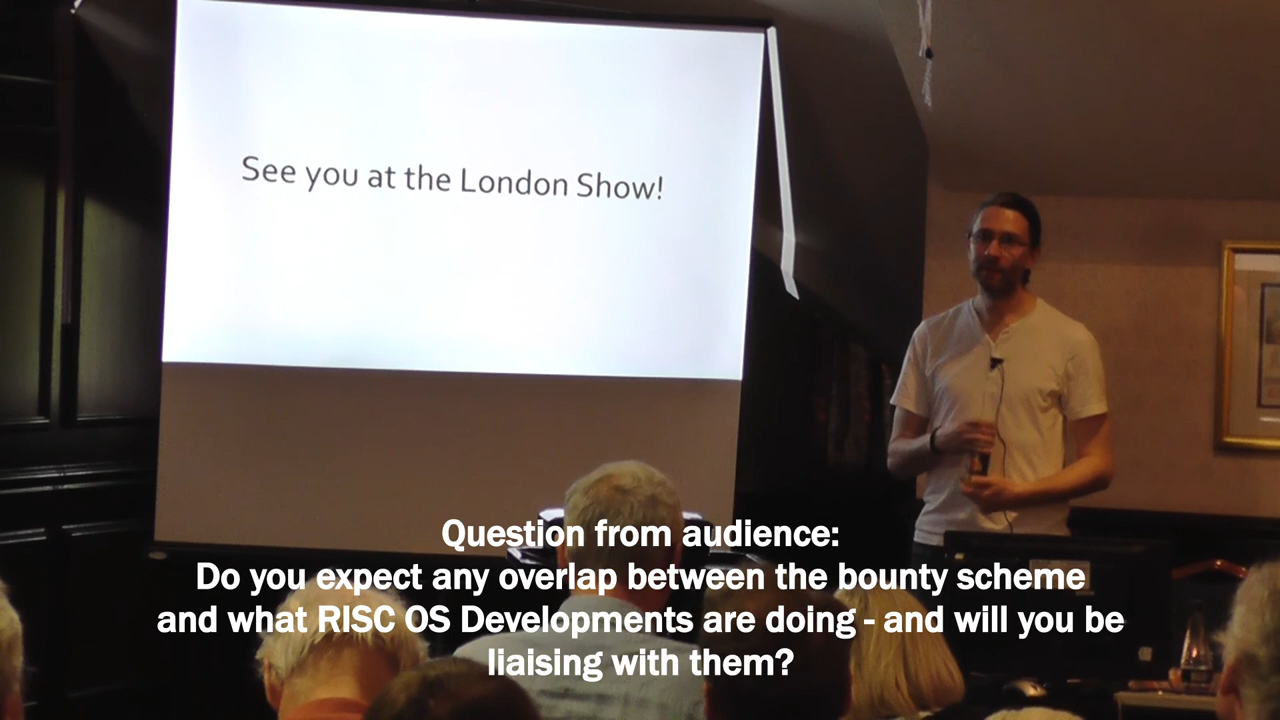 See you at the London Show!
Question from audience:
Do you expect any overlap between the bounty scheme
and what RISC OS Developments are doing - and will you be
liaising with them?